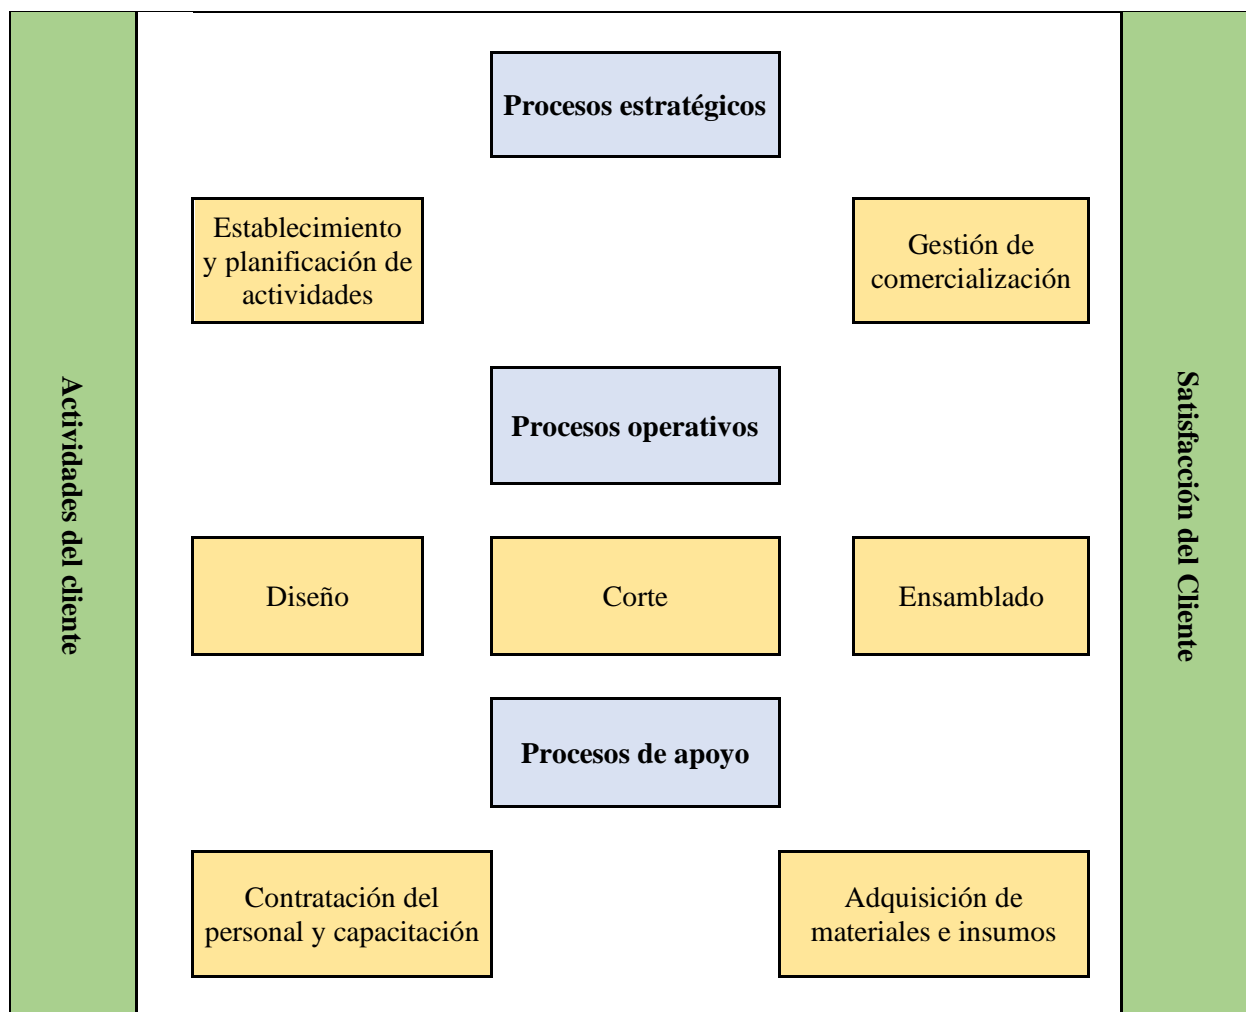 Procesos estratégicos
Establecimiento
y planificación de
actividades
Gestión de
comercialización
Actividades del cliente
Procesos operativos
Satisfacción del Cliente
Diseño
Corte
Ensamblado
Procesos de apoyo
Contratación del
personal y capacitación
Adquisición de
materiales e insumos